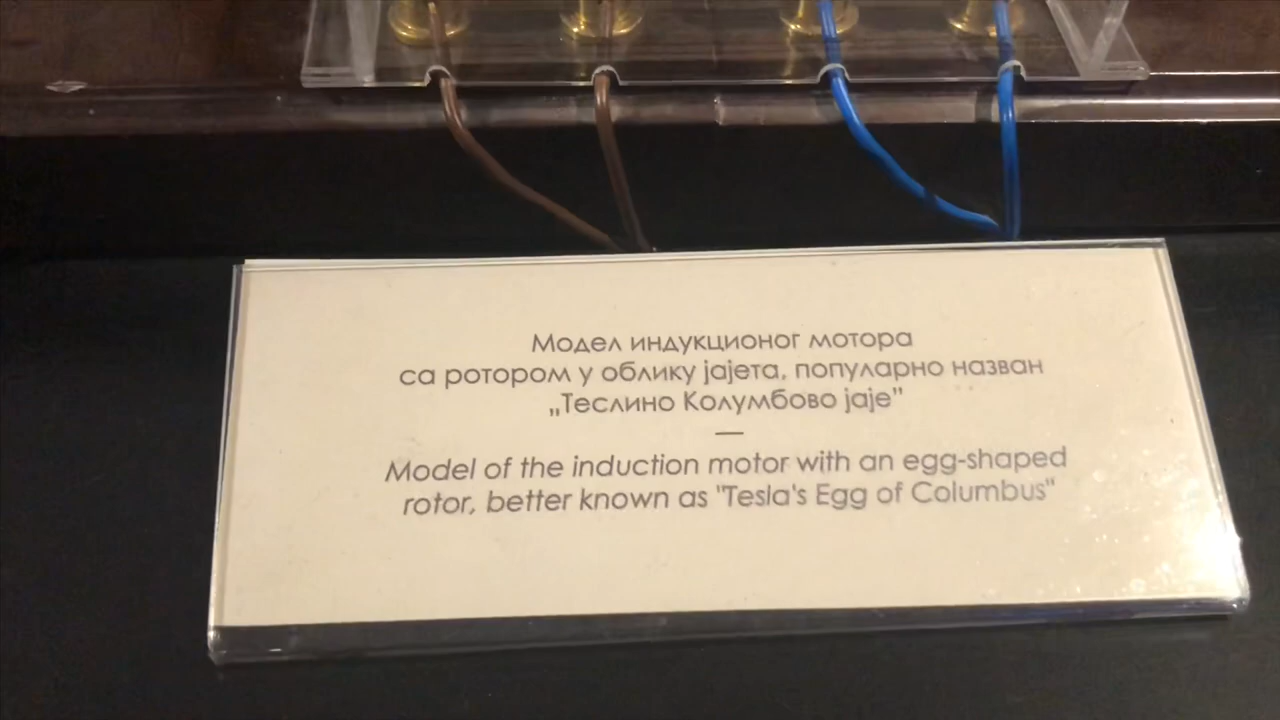 Модел индукционог мотора
са ротором у облику јајета, популарно назван
„Теслино Колумбово јаје”
—
Model of the induction motor with an egg-shaped
rotor, better known as "Tesla's Egg of Columbus"